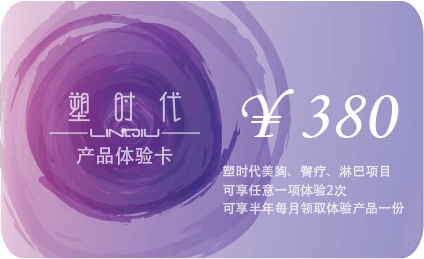 塑时代
LINQIU
产品体验卡
￥380
塑时代美胸、臀疗、淋巴项目
可享任意一项体验2次
可享半年每月领取体验产品一份